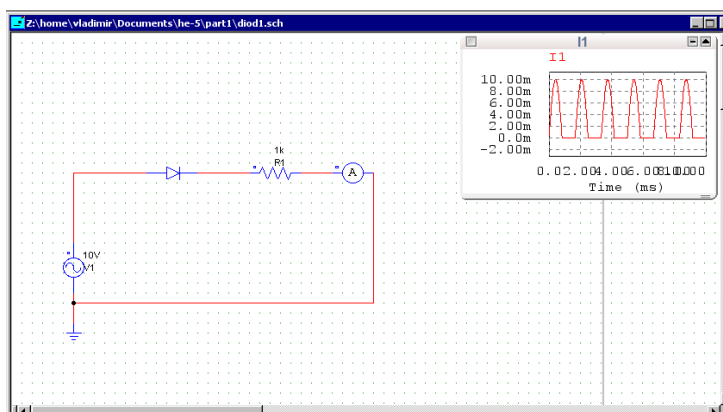 Z:\home\vladimir\Documents\he-5\part1\diod1.sch
I1
I1
10.00m
8.00m
6.00m
4.00m
2.00m
0.0m
-2.00m
Time (ms)
1k
R1
A
10V
V1